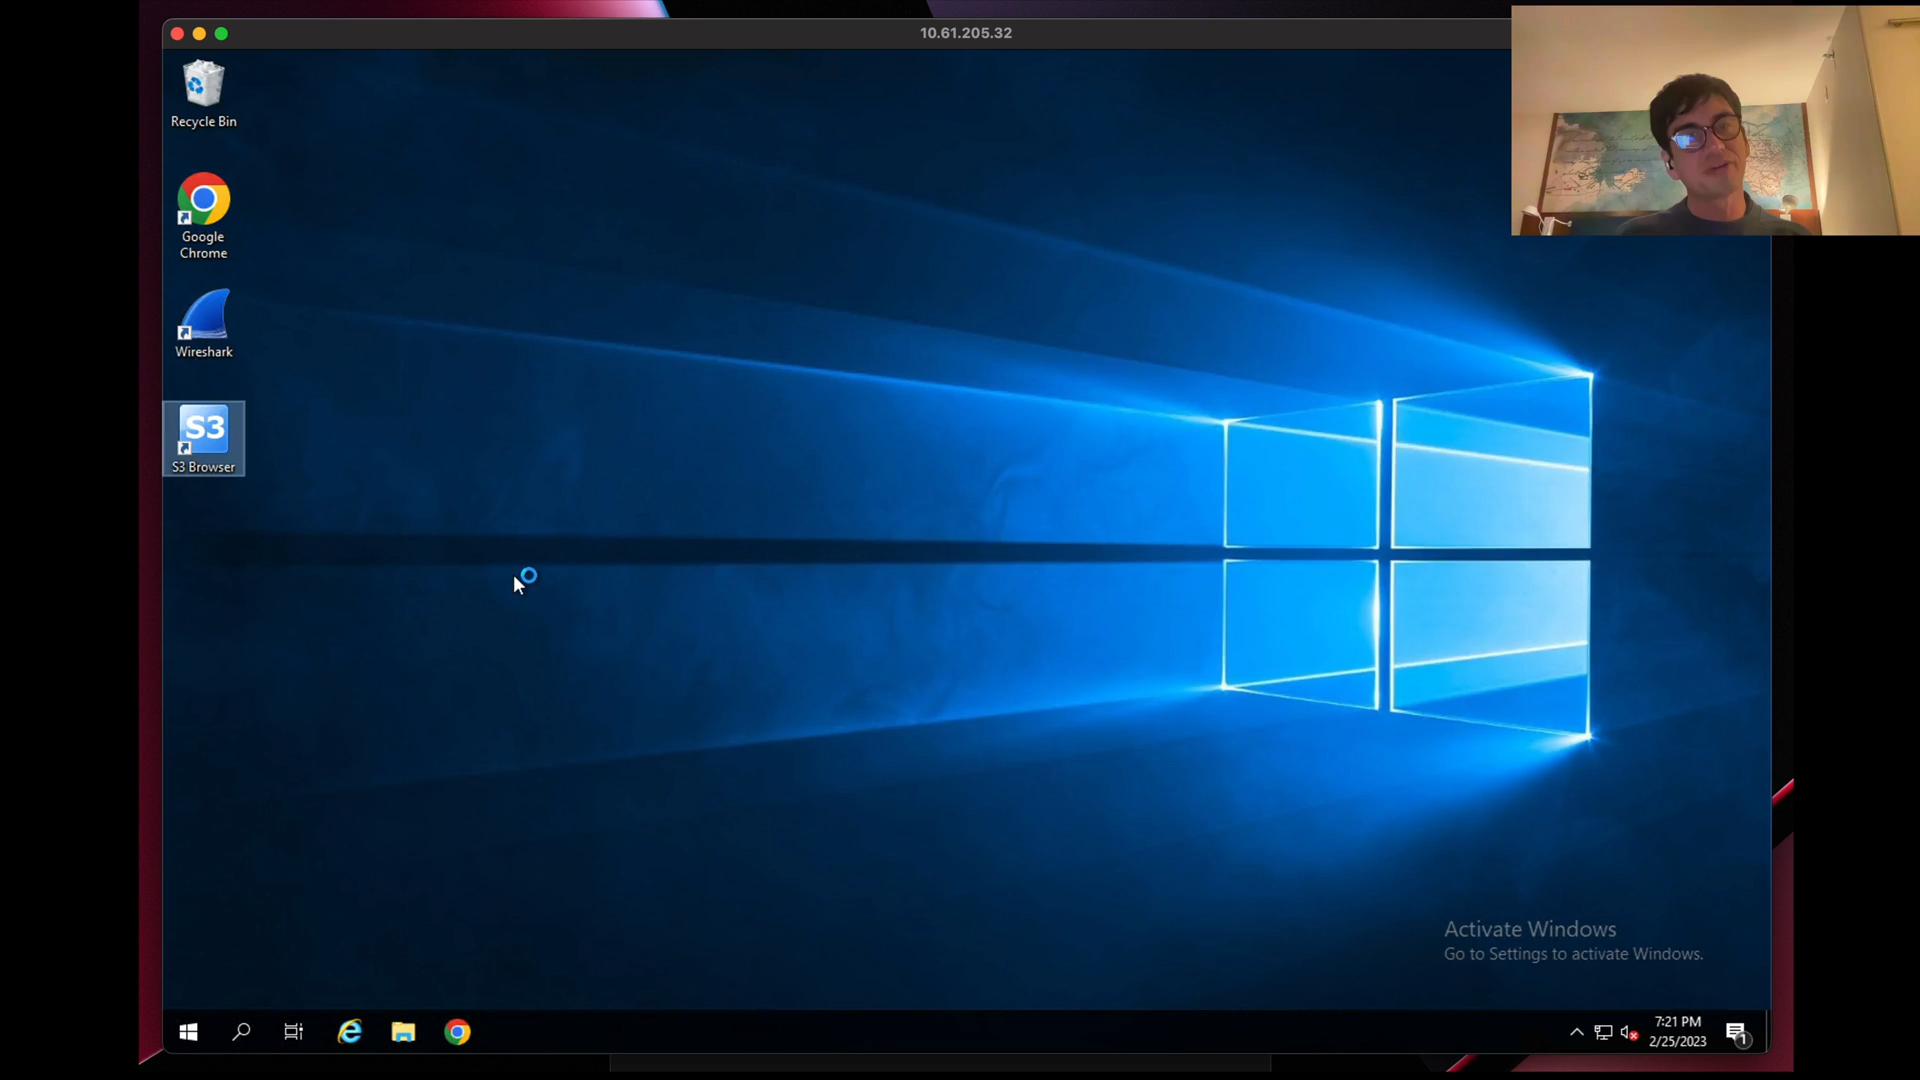 10.61.205.32
Recycle Bin
Google
Chrome
Wireshark
S3
S3 Browser
Activate Windows
Go to Settings to activate Windows.
7:21 PM
2/25/2023
1